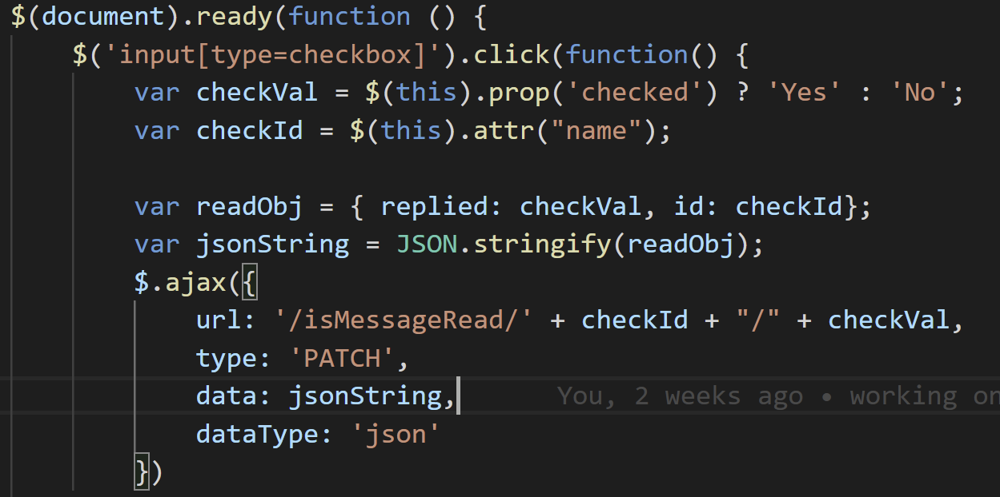 $(document).ready(function () {
$('input[type=checkbox]').click(function() {
var checkVal = $(this).prop('checked') ? 'Yes' : 'No';
var checkId = $(this).attr("name");
var readObj = { replied: checkVal, id: checkId};
var jsonString = JSON.stringify(readObj);
$.ajax({
url: '/isMessageRead/' + checkId + "/" + checkVal,
type: 'PATCH',
data: jsonString, You, 2 weeks ago • working on
dataType: 'json'
})